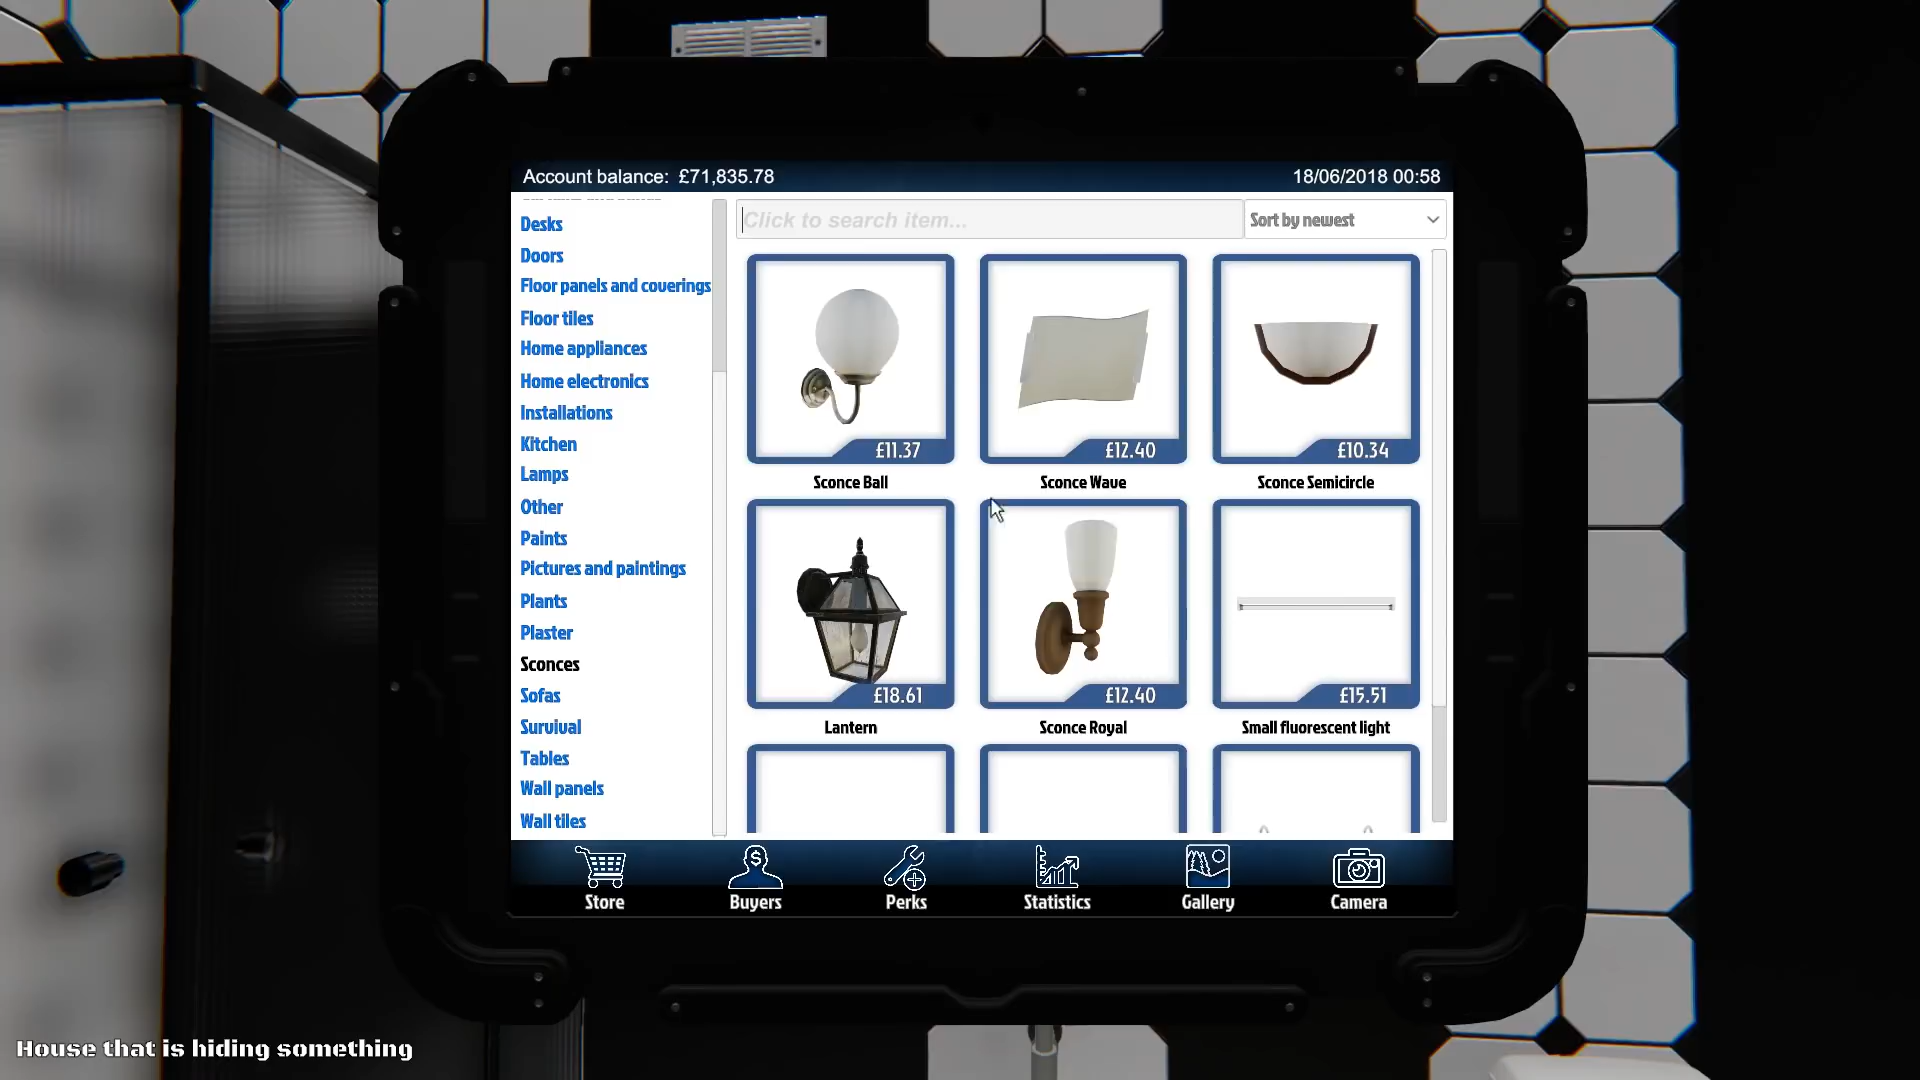 Account balance: £71,835.78
18/06/2018 00:58
Click to search item...
Sort by newest
Desks
Doors
Floor panels and coverings
Floor tiles
Home appliances
Home electronics
Installations
Kitchen
Lamps
Other
Paints
Pictures and paintings
Plants
Plaster
Sconces
Sofas
Survival
Tables
Wall panels
Wall tiles
£11.37
£12.40
£10.34
Sconce Ball
Sconce Wave
Sconce Semicircle
£18.61
£12.40
£15.51
Lantern
Sconce Royal
Small fluorescent light
Store
Buyers
Perks
Statistics
Gallery
Camera
House that is hiding something